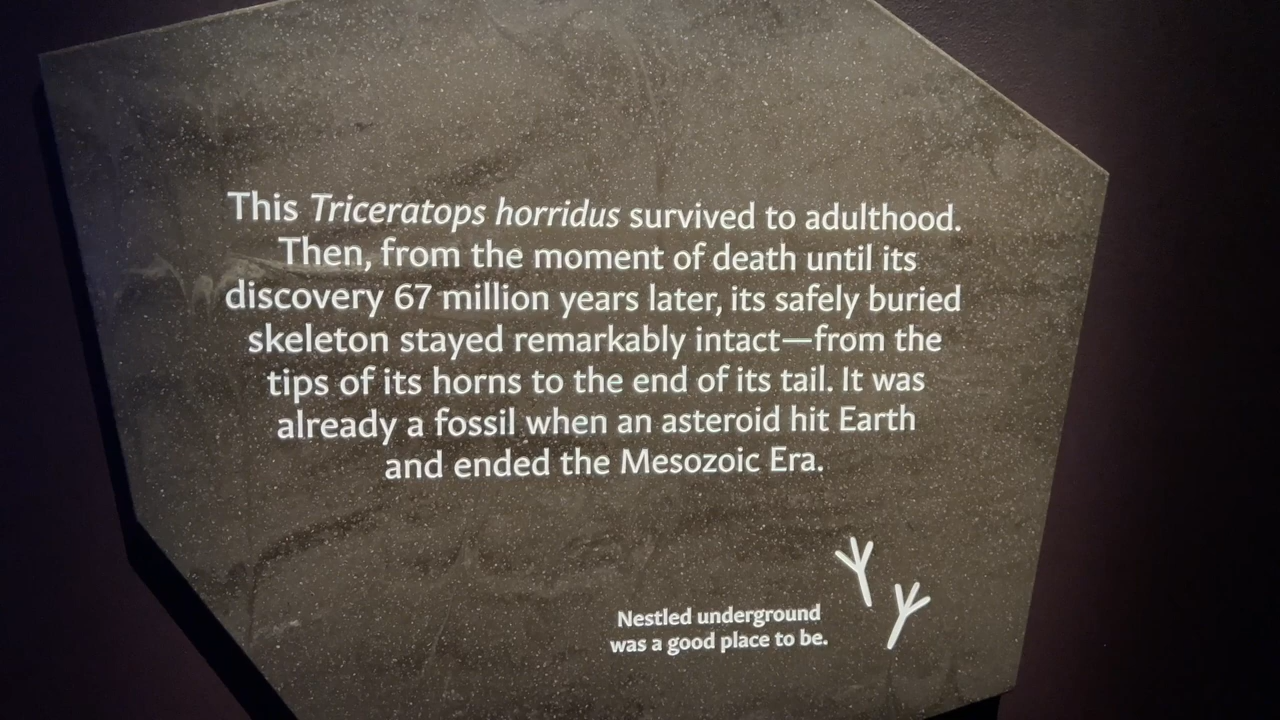 This Triceratops horridus survived to adulthood.
Then, from the moment of death until its
discovery 67 million years later, its safely buried
skeleton stayed remarkably intact—from the
tips of its horns to the end of its tail. It was
already a fossil when an asteroid hit Earth
and ended the Mesozoic Era.
Nestled underground
was a good place to be.